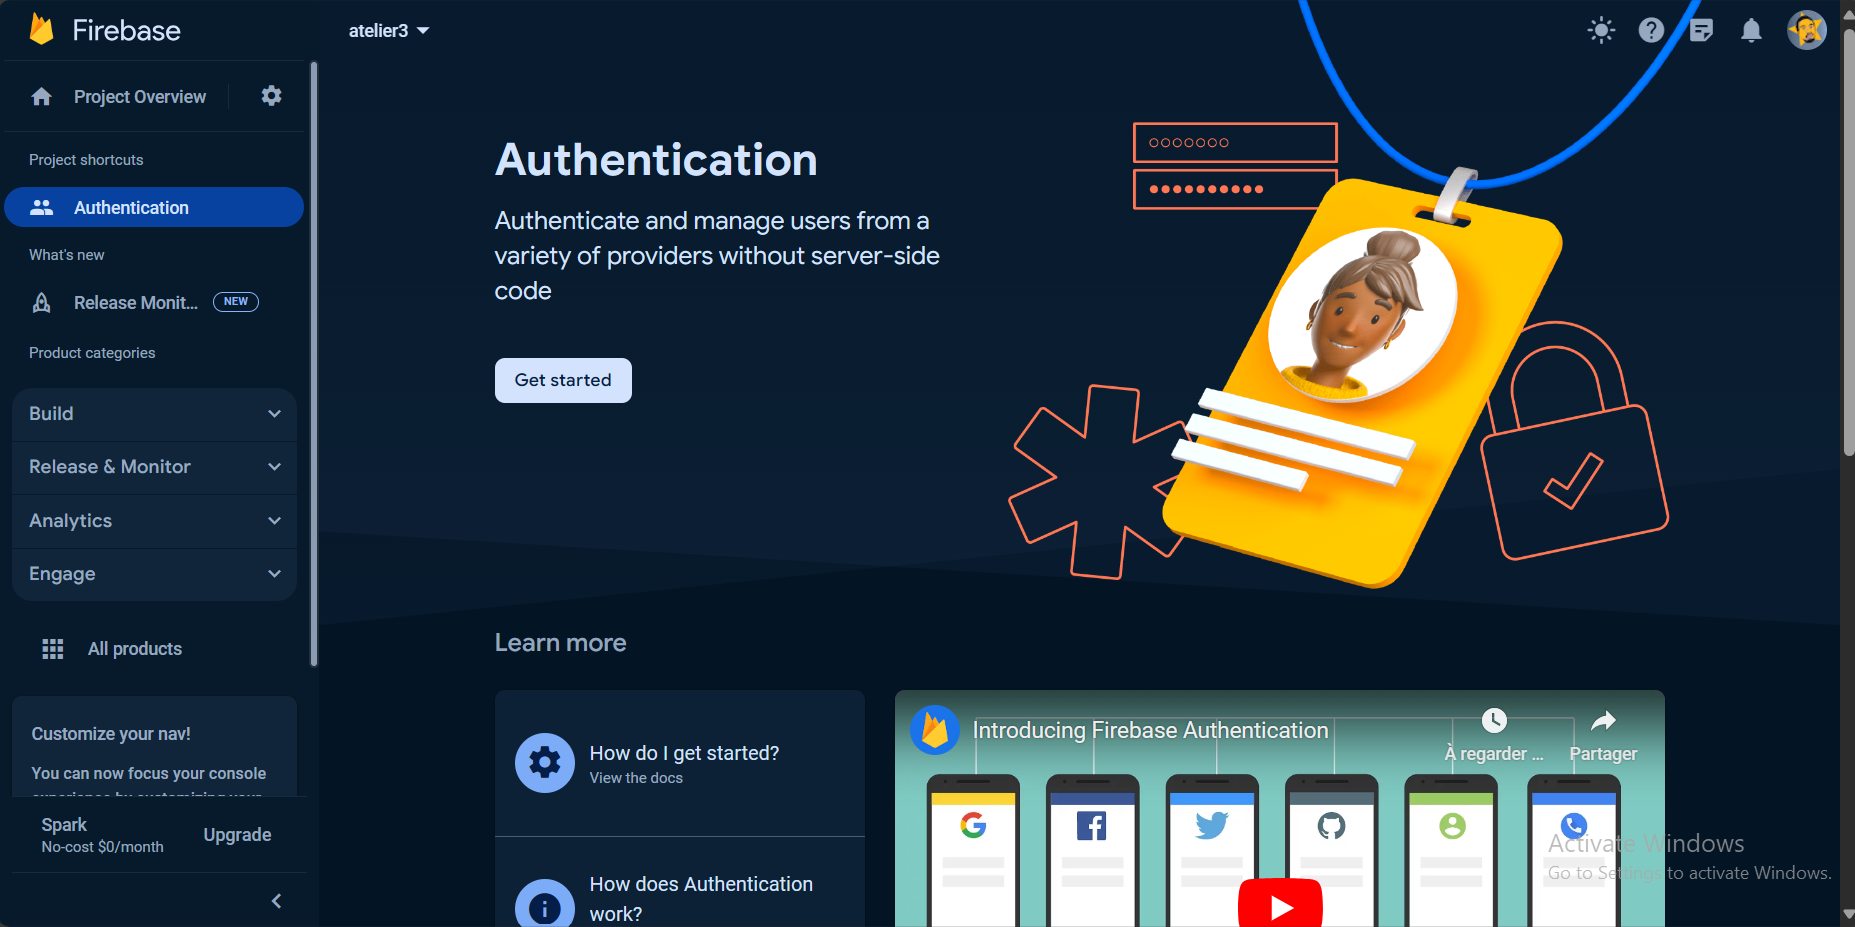 Firebase
atelier3
Project Overview
Project shortcuts
Authentication
What's new
Release Monit... NEW
Product categories
Build
Release & Monitor
Analytics
Engage
All products
Customize your nav!
You can now focus your console
experience by customizing your
Spark
No-cost $0/month
Upgrade
Authentication
Authenticate and manage users from a
variety of providers without server-side
code
Get started
Learn more
How do I get started?
View the docs
How does Authentication
work?
Introducing Firebase Authentication
À regarder ...
Partager
Activate Windows
Go to Settings to activate Windows.